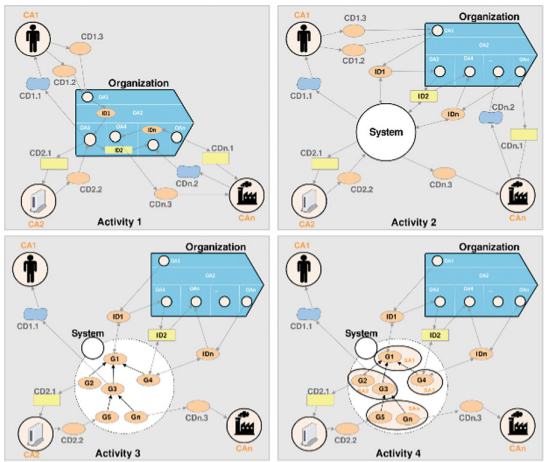 CA1
CD1.3
CD1.2
CD1.1
Organization
OA1
ID1
OA2
OA3
OA4
IDn
OAn
ID2
CD2.1
CDn.1
CDn.2
CD2.2
CDn.3
CA2
Activity 1
CAn
CA1
CD1.3
CD1.2
Organization
OA1
OA2
ID1
OA3
OA4
...
OAn
CD1.1
ID2
IDn
CDn.2
System
CDn.1
CD2.1
CD2.2
CDn.3
CA2
Activity 2
CAn
CA1
Organization
OA1
OA2
OA3
OA4
...
OAn
ID1
CD1.1
System
ID2
IDn
G1
G2
G3
G4
CD2.1
G5
Gn
CDn.3
CA2
CD2.2
Activity 3
CAn
CA1
Organization
OA1
OA2
OA3
OA4
...
OAn
ID1
CD1.1
System
ID2
IDn
G1
SA1
G2
G3
G4
CD2.1
SAn
G5
Gn
CDn.3
CA2
CD2.2
Activity 4
CAn